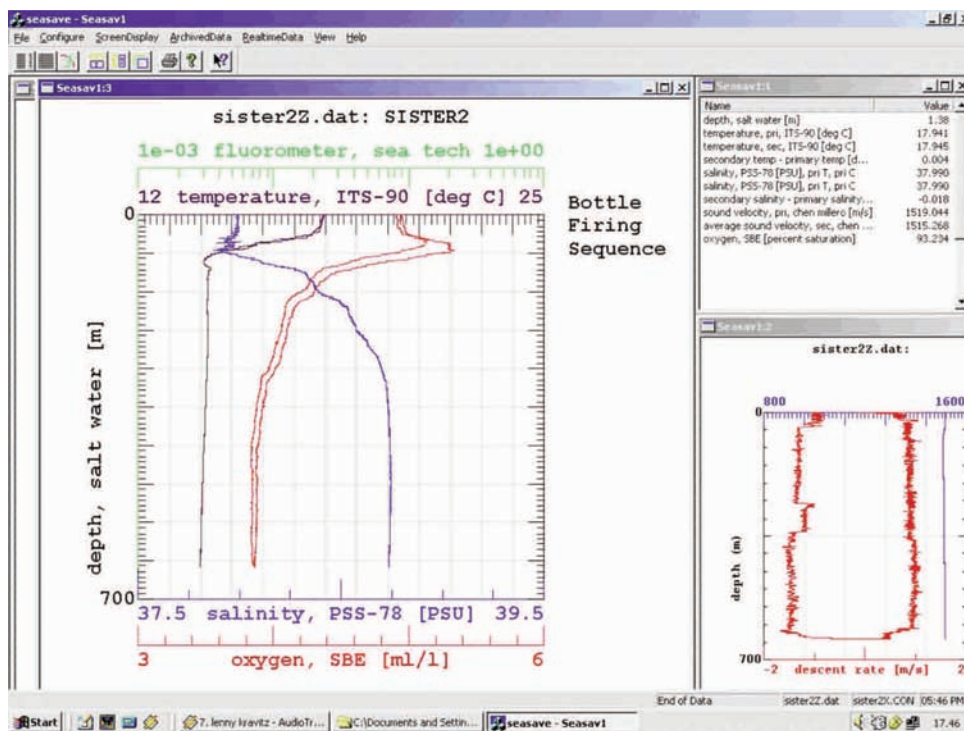 seasave - Seasav1
File Configure ScreenDisplay ArchivedData RealtimeData View Help
Seasav1:3
sister2Z.dat: SISTER2
1e-03 fluorometer, sea tech 1e+00
12 temperature, ITS-90 [deg C] 25
Bottle
Firing
Sequence
0
depth, salt water [m]
700
37.5 salinity, PSS-78 [PSU] 39.5
3 oxygen, SBE [ml/l] 6
Seasav1:1
Name Value
depth, salt water [m] 1.38
temperature, pri, ITS-90 [deg C] 17.941
temperature, sec, ITS-90 [deg C] 17.945
secondary temp - primary temp [d... 0.004
salinity, PSS-78 [PSU], pri T, pri C 37.990
salinity, PSS-78 [PSU], pri T, pri C 37.990
secondary salinity - primary salinity... -0.018
sound velocity, pri, chen millero [m/s] 1519.044
average sound velocity, sec, chen ... 1515.268
oxygen, SBE [percent saturation] 93.234
Seasav1:2
sister2Z.dat:
800 1600
0
depth (m)
700
-2 descent rate [m/s] 2
End of Data sister2Z.dat sister2X.CON 05:46 PM
Start 7. lenny kravitz - AudioTr... C:\Documents and Settin... seasave - Seasav1 17.46